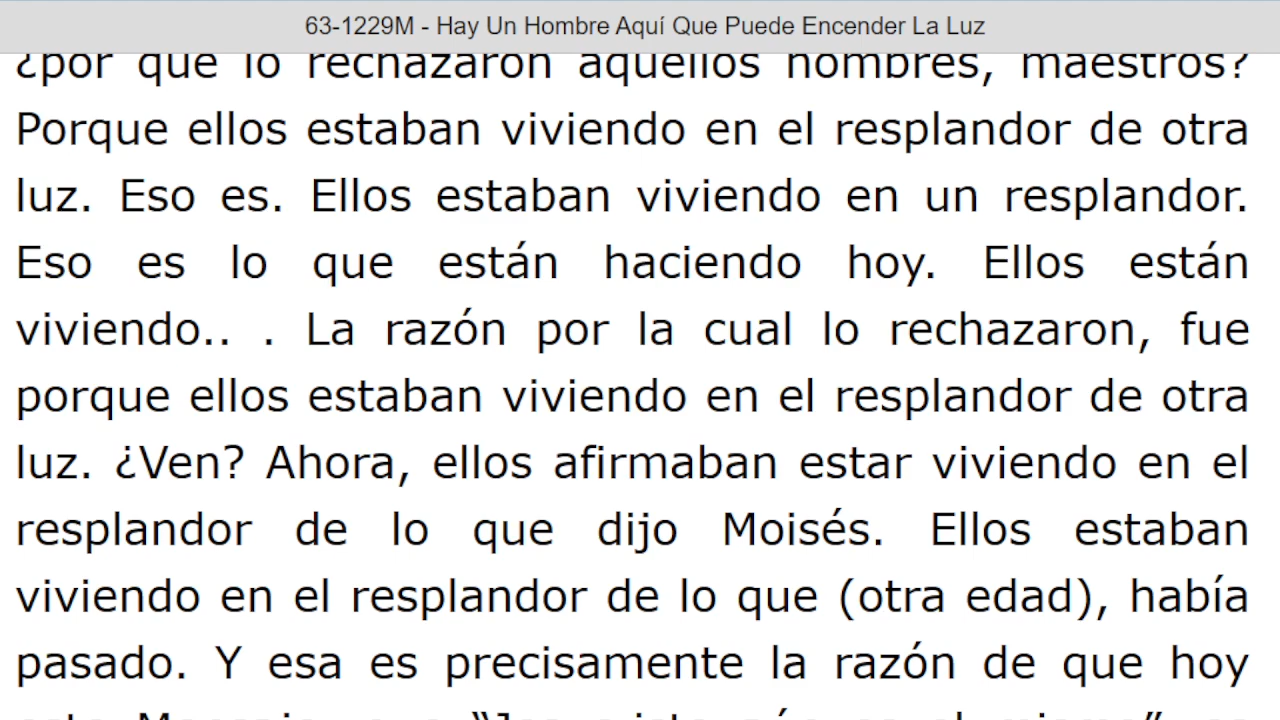 63-1229M - Hay Un Hombre Aquí Que Puede Encender La Luz
¿por qué lo rechazaron aquellos hombres, maestros?
Porque ellos estaban viviendo en el resplandor de otra
luz. Eso es. Ellos estaban viviendo en un resplandor.
Eso es lo que están haciendo hoy. Ellos están
viviendo.. . La razón por la cual lo rechazaron, fue
porque ellos estaban viviendo en el resplandor de otra
luz. ¿Ven? Ahora, ellos afirmaban estar viviendo en el
resplandor de lo que dijo Moisés. Ellos estaban
viviendo en el resplandor de lo que (otra edad), había
pasado. Y esa es precisamente la razón de que hoy